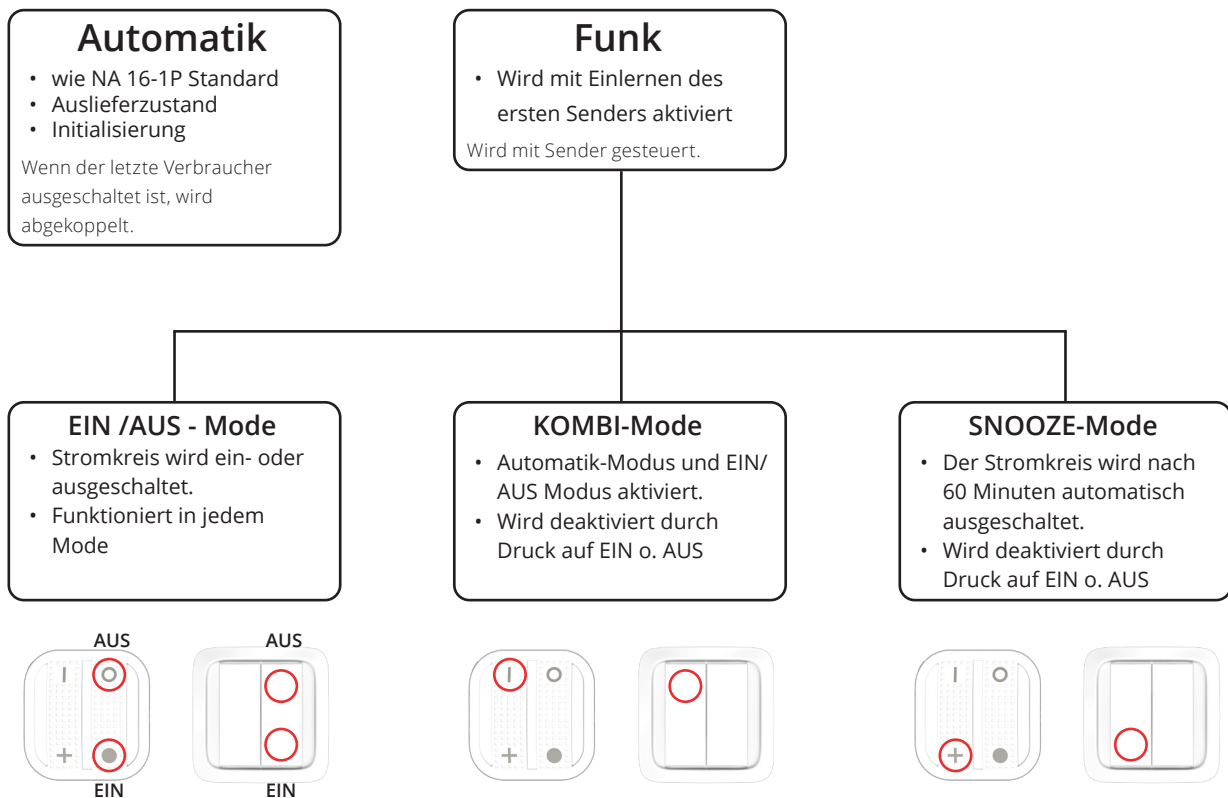 Automatik
• wie NA 16-1P Standard
• Auslieferzustand
• Initialisierung
Wenn der letzte Verbraucher
ausgeschaltet ist, wird
abgekoppelt.
Funk
• Wird mit Einlernen des
ersten Senders aktiviert
Wird mit Sender gesteuert.
EIN /AUS - Mode
• Stromkreis wird ein- oder
ausgeschaltet.
• Funktioniert in jedem
Mode
KOMBI-Mode
• Automatik-Modus und EIN/
AUS Modus aktiviert.
• Wird deaktiviert durch
Druck auf EIN o. AUS
SNOOZE-Mode
• Der Stromkreis wird nach
60 Minuten automatisch
ausgeschaltet.
• Wird deaktiviert durch
Druck auf EIN o. AUS
AUS
EIN
AUS
EIN